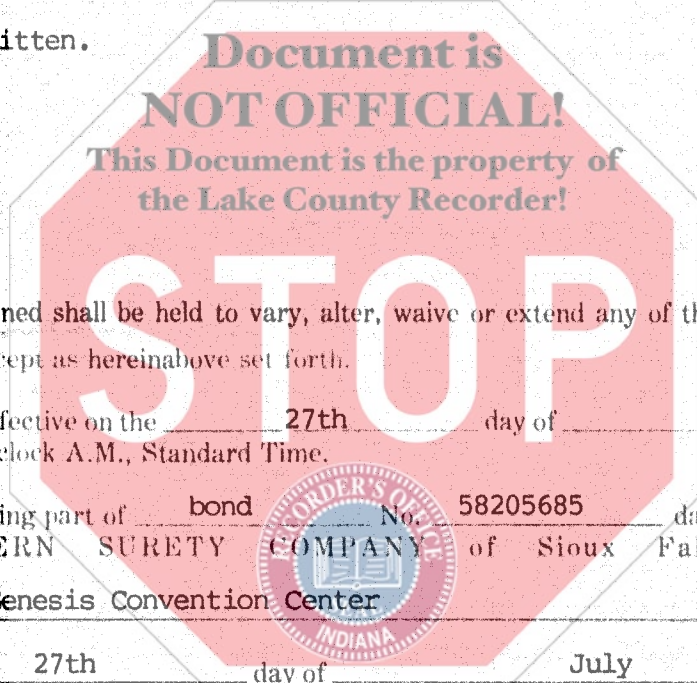 itten.
Document is
NOT OFFICIAL!
This Document is the property of
the Lake County Recorder!
STOP
ned shall be held to vary, alter, waive or extend any of th
cept as hereinabove set forth.
fective on the 27th day of
clock A.M., Standard Time.
ing part of bond No. 58205685 da
ERN SURETY COMPANY of Sioux Fal
enesis Convention Center
RECORDER'S OFFICE
INDIANA
27th day of July